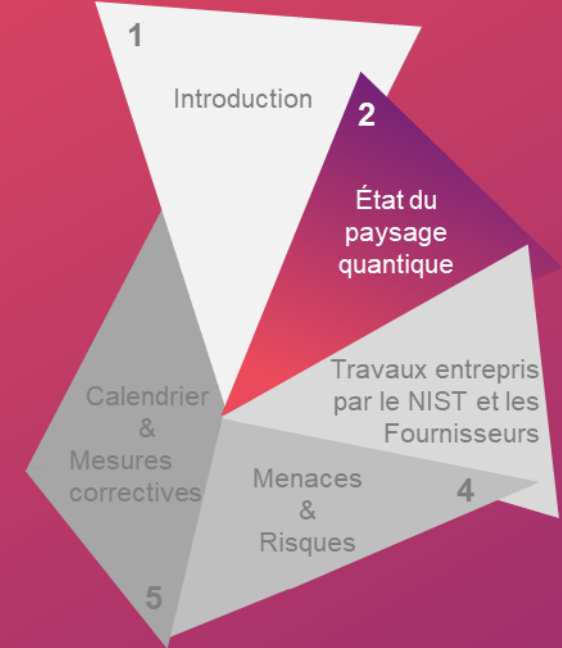 1
Introduction
2
État du
paysage
quantique
Travaux entrepris
par le NIST et les
Fournisseurs
4
Menaces
&
Risques
Calendrier
&
Mesures
correctives
5